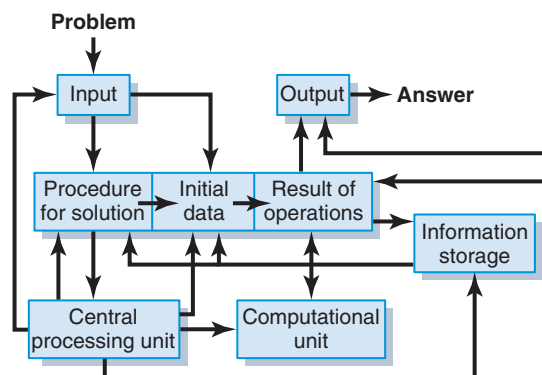 Problem
Input
Output
Answer
Procedure
for solution
Initial
data
Result of
operations
Information
storage
Central
processing unit
Computational
unit